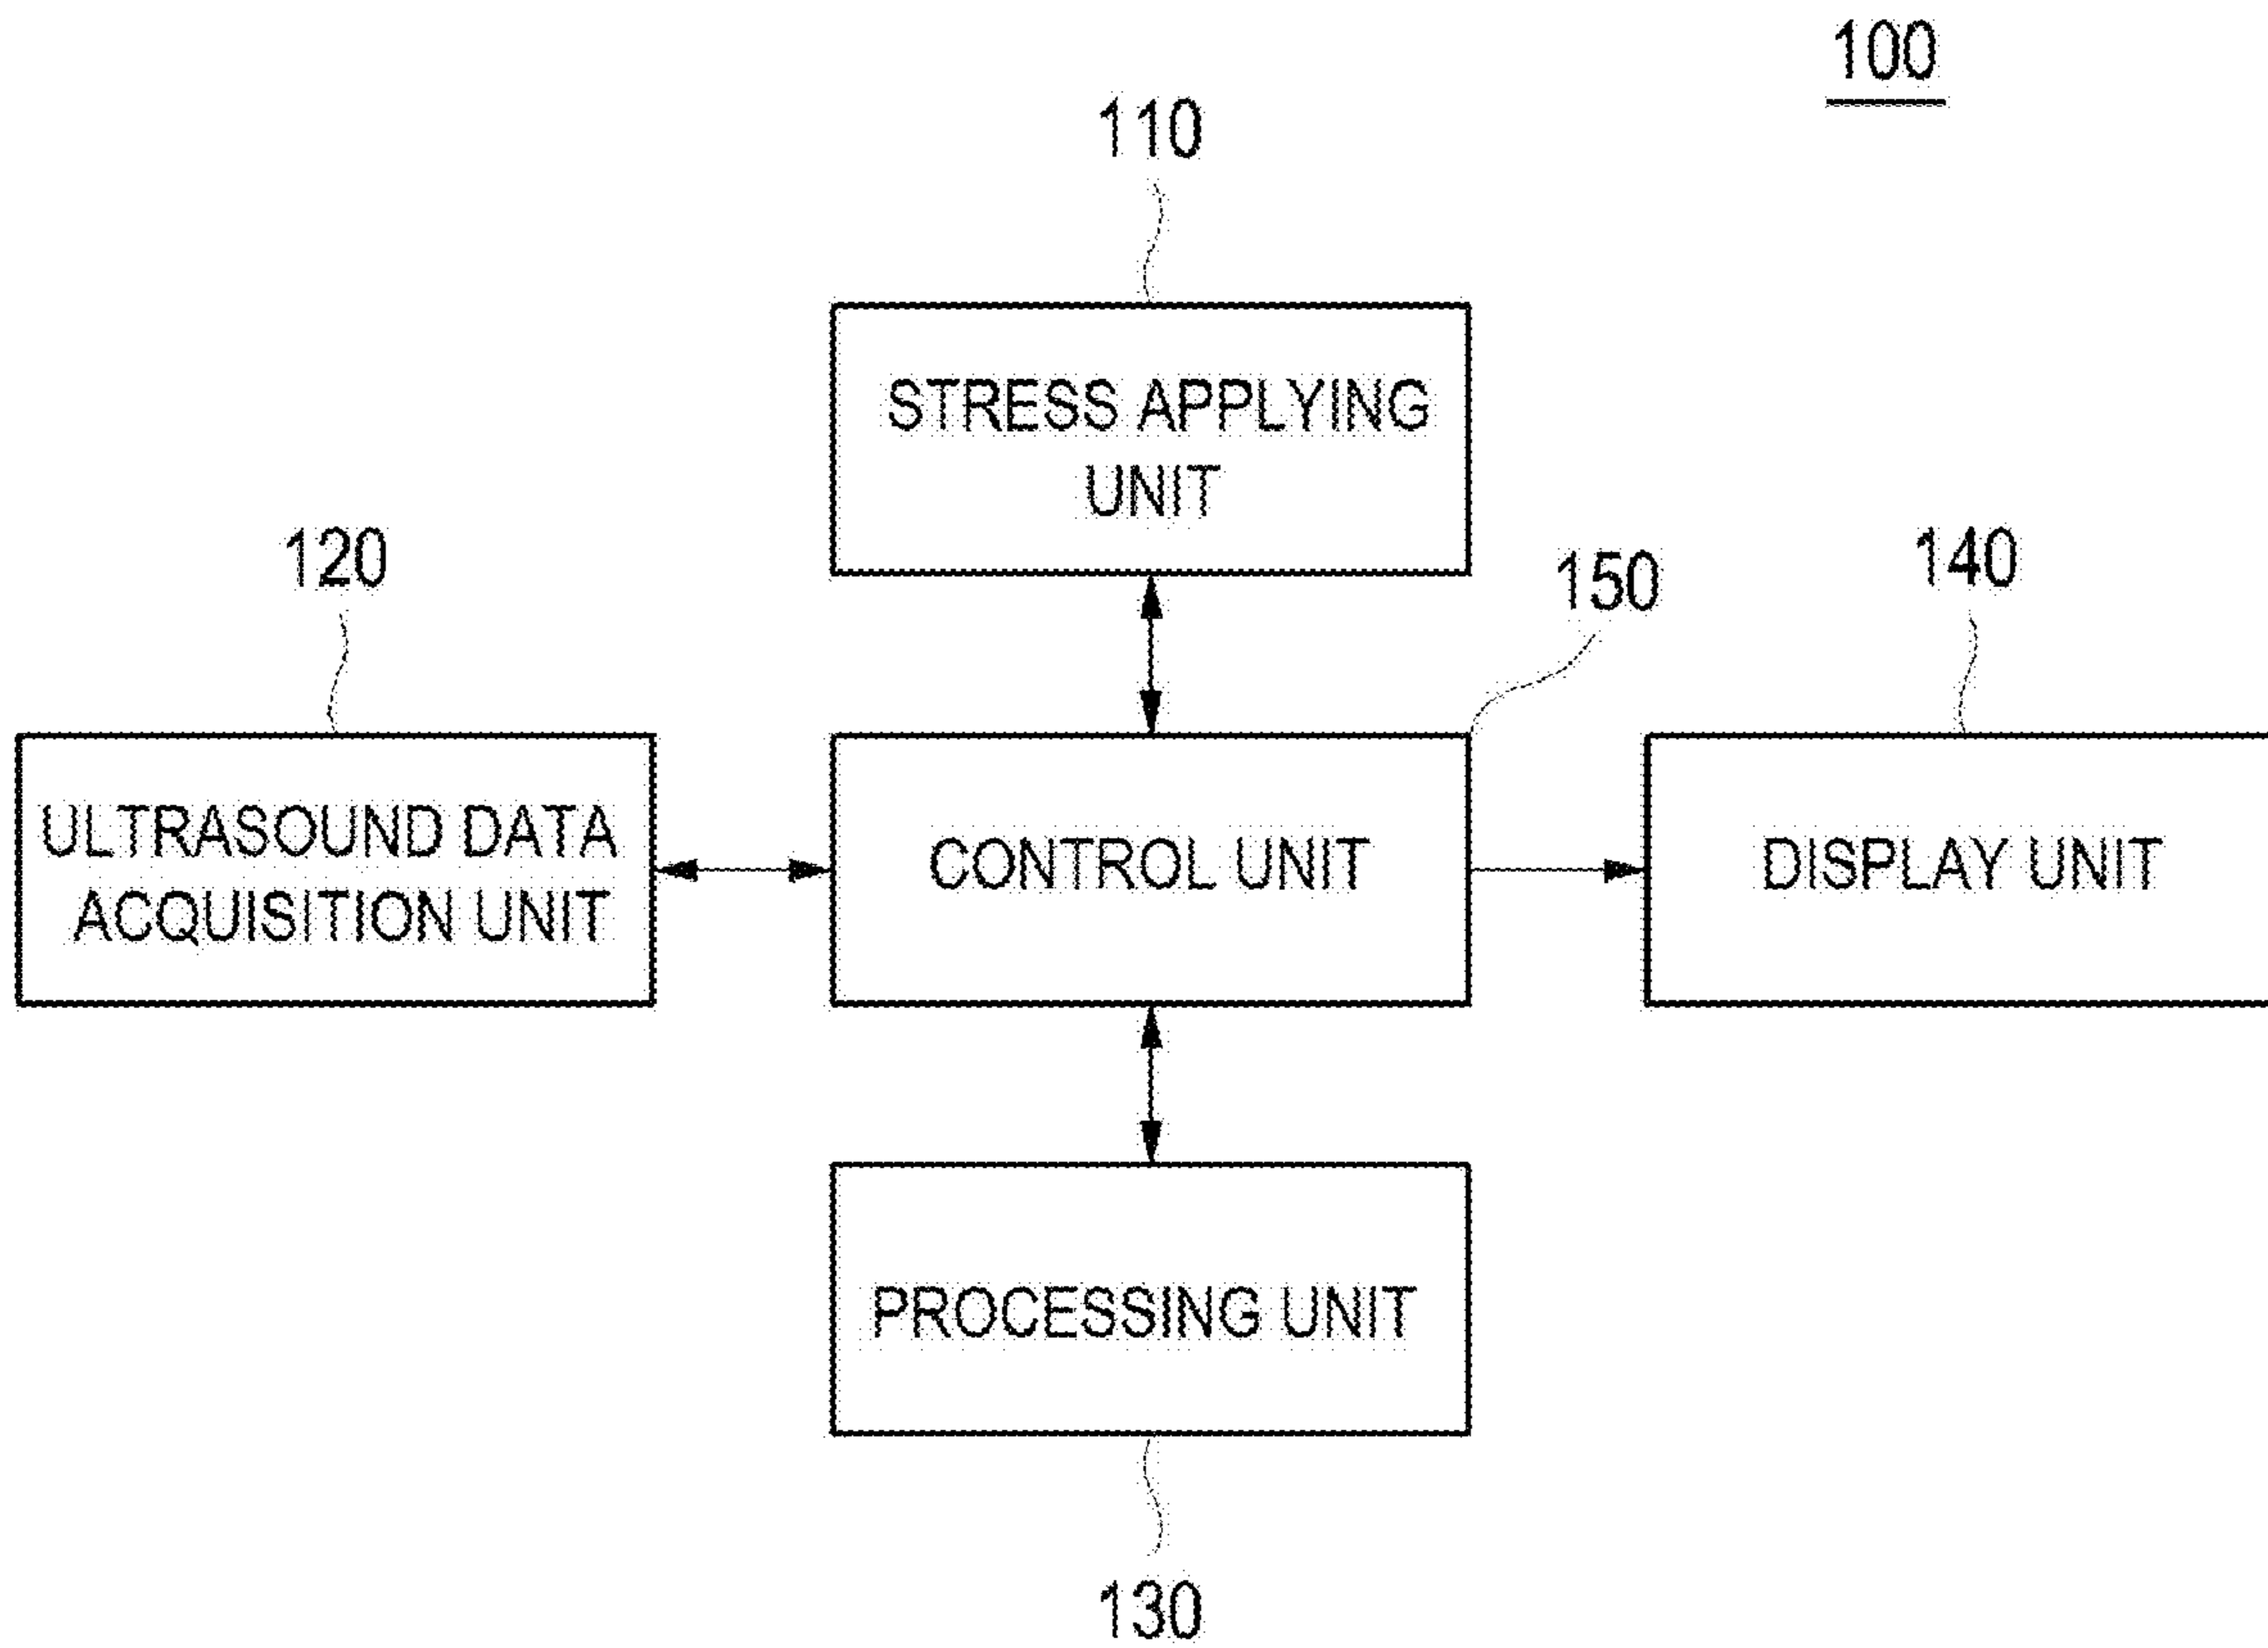 100
110
STRESS APPLYING
UNIT
120
150
140
ULTRASOUND DATA
ACQUISITION UNIT
CONTROL UNIT
DISPLAY UNIT
PROCESSING UNIT
130